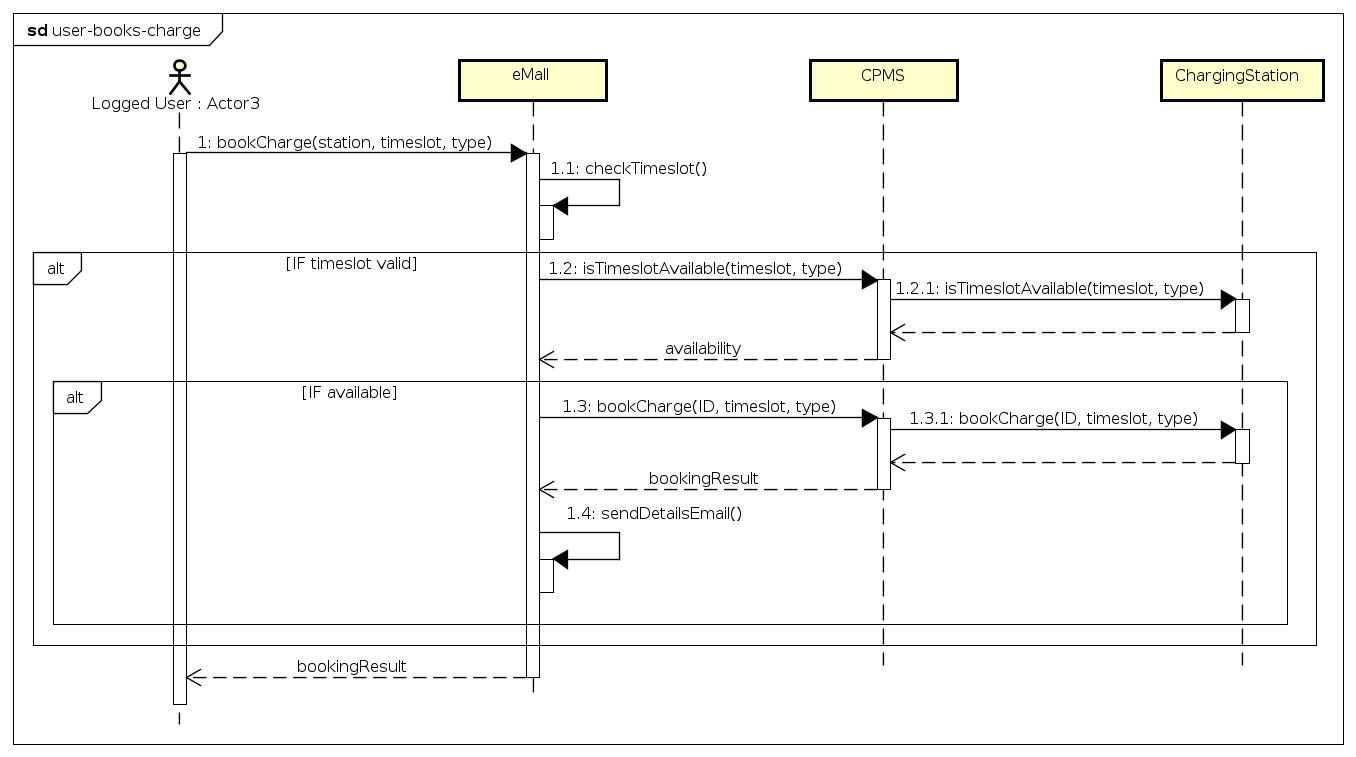 sd user-books-charge
Logged User : Actor3
eMall
CPMS
ChargingStation
1: bookCharge(station, timeslot, type)
1.1: checkTimeslot()
alt
[IF timeslot valid]
1.2: isTimeslotAvailable(timeslot, type)
1.2.1: isTimeslotAvailable(timeslot, type)
availability
alt
[IF available]
1.3: bookCharge(ID, timeslot, type)
1.3.1: bookCharge(ID, timeslot, type)
bookingResult
1.4: sendDetailsEmail()
bookingResult